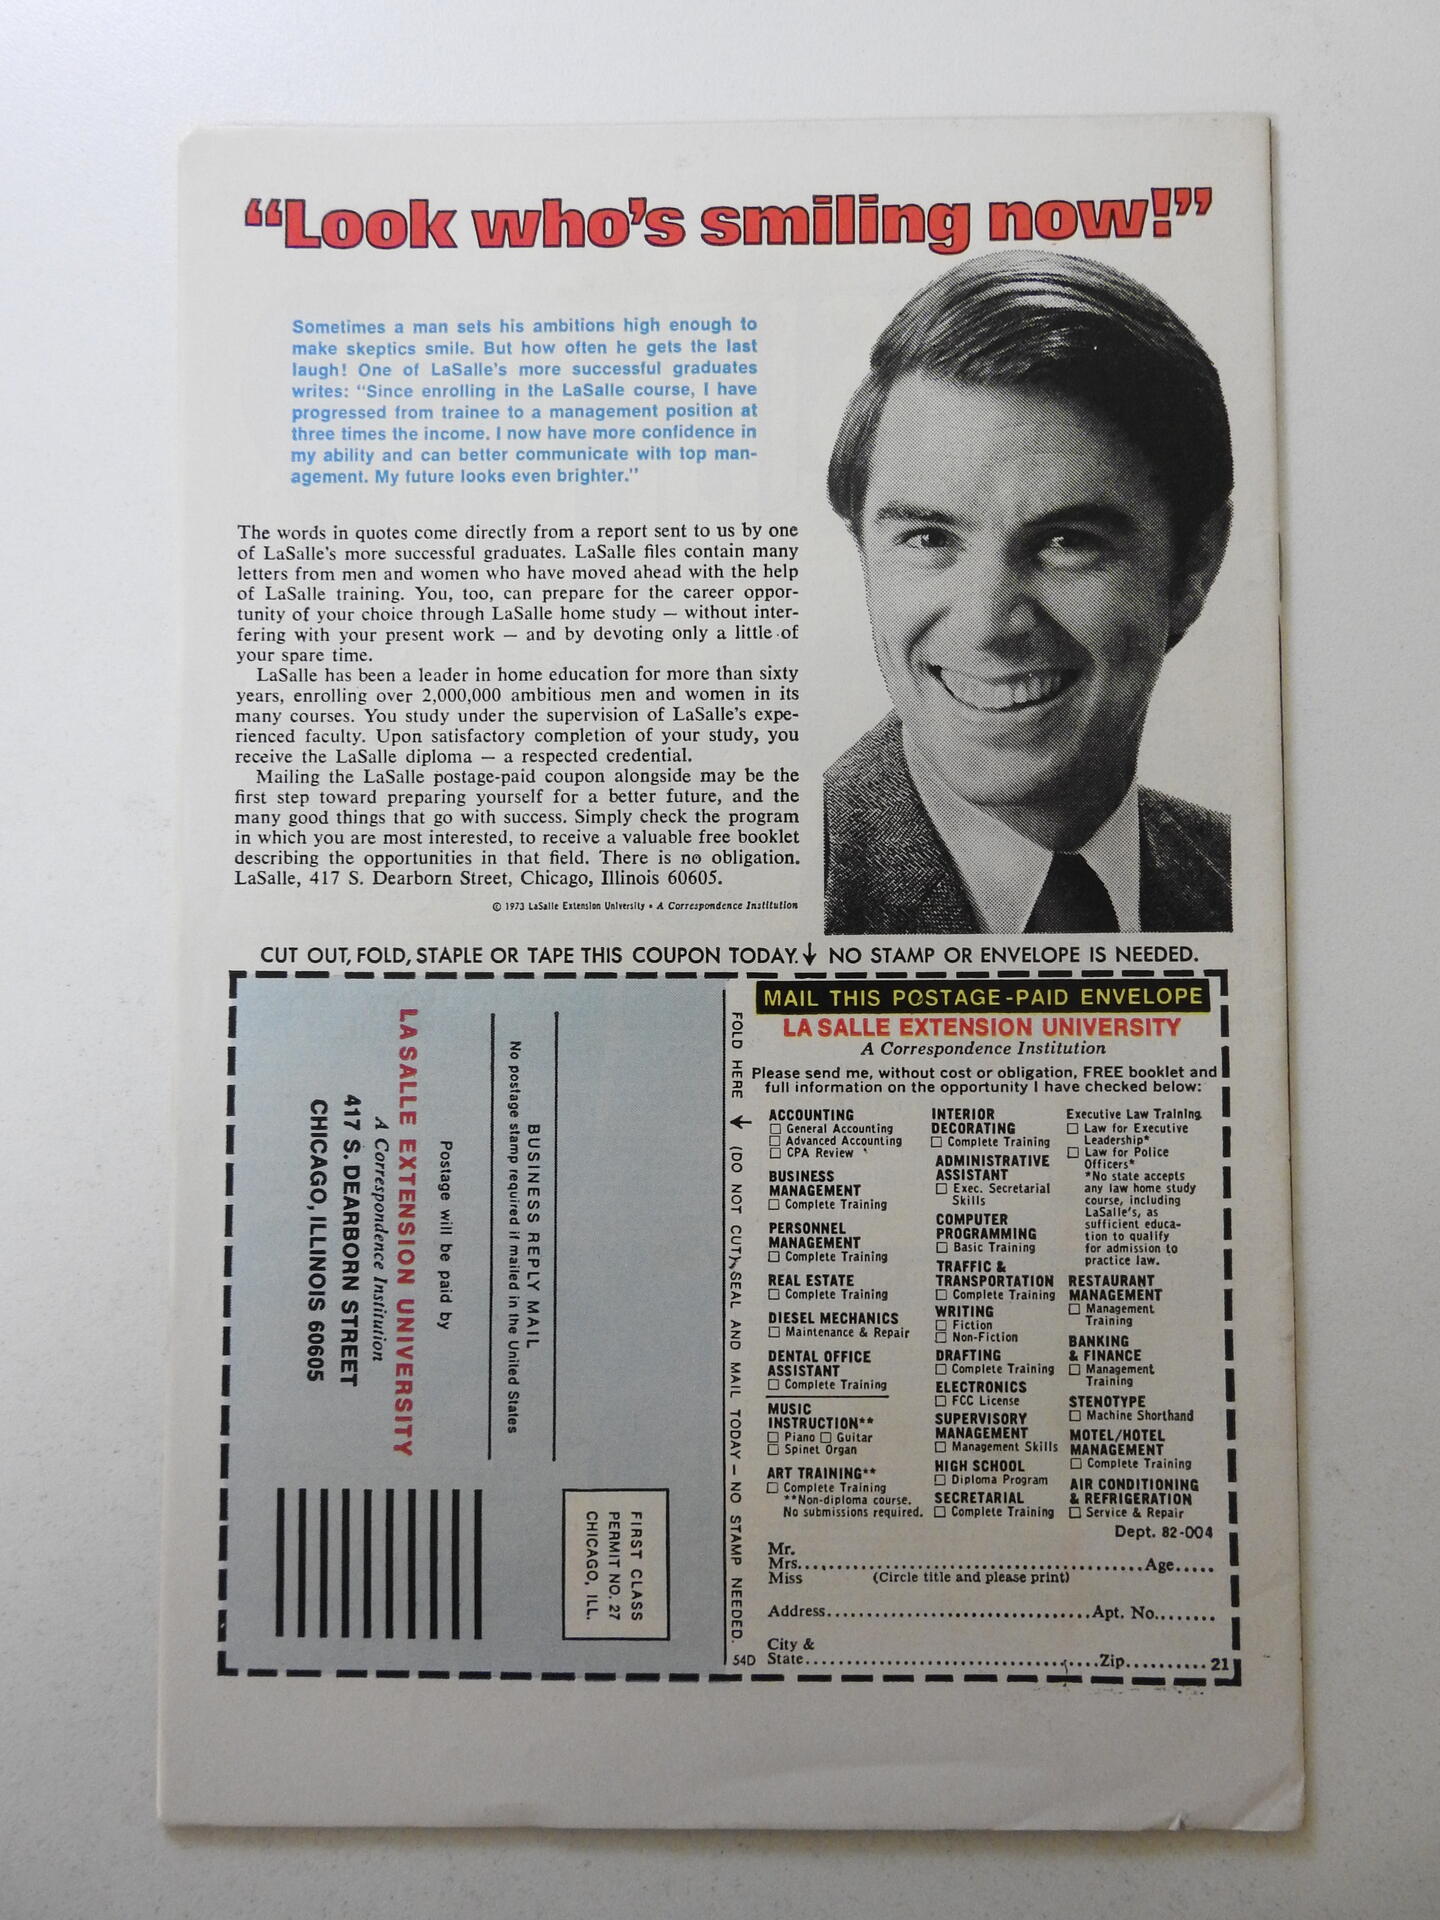 “Look who’s smiling now!”
Sometimes a man sets his ambitions high enough to
make skeptics smile. But how often he gets the last
laugh! One of LaSalle's more successful graduates
writes: "Since enrolling in the LaSalle course, I have
progressed from trainee to a management position at
three times the income. I now have more confidence in
my ability and can better communicate with top man-
agement. My future looks even brighter."
The words in quotes come directly from a report sent to us by one
of LaSalle's more successful graduates. LaSalle files contain many
letters from men and women who have moved ahead with the help
of LaSalle training. You, too, can prepare for the career oppor-
tunity of your choice through LaSalle home study — without inter-
fering with your present work — and by devoting only a little of
your spare time.
LaSalle has been a leader in home education for more than sixty
years, enrolling over 2,000,000 ambitious men and women in its
many courses. You study under the supervision of LaSalle's expe-
rienced faculty. Upon satisfactory completion of your study, you
receive the LaSalle diploma — a respected credential.
Mailing the LaSalle postage-paid coupon alongside may be the
first step toward preparing yourself for a better future, and the
many good things that go with success. Simply check the program
in which you are most interested, to receive a valuable free booklet
describing the opportunities in that field. There is no obligation.
LaSalle, 417 S. Dearborn Street, Chicago, Illinois 60605.
© 1973 LaSalle Extension University • A Correspondence Institution
CUT OUT, FOLD, STAPLE OR TAPE THIS COUPON TODAY.↓ NO STAMP OR ENVELOPE IS NEEDED.
FIRST CLASS
PERMIT NO. 27
CHICAGO, ILL.
BUSINESS REPLY MAIL
No postage stamp required if mailed in the United States
Postage will be paid by
LA SALLE EXTENSION UNIVERSITY
A Correspondence Institution
417 S. DEARBORN STREET
CHICAGO, ILLINOIS 60605
FOLD HERE ↓ (DO NOT CUT), SEAL AND MAIL TODAY — NO STAMP NEEDED.
54D
MAIL THIS POSTAGE-PAID ENVELOPE
LA SALLE EXTENSION UNIVERSITY
A Correspondence Institution
Please send me, without cost or obligation, FREE booklet and
full information on the opportunity I have checked below:
ACCOUNTING
☐ General Accounting
☐ Advanced Accounting
☐ CPA Review
BUSINESS
MANAGEMENT
☐ Complete Training
PERSONNEL
MANAGEMENT
☐ Complete Training
REAL ESTATE
☐ Complete Training
DIESEL MECHANICS
☐ Maintenance & Repair
DENTAL OFFICE
ASSISTANT
☐ Complete Training
MUSIC
INSTRUCTION**
☐ Piano ☐ Guitar
☐ Spinet Organ
ART TRAINING**
☐ Complete Training
**Non-diploma course.
No submissions required.
INTERIOR
DECORATING
☐ Complete Training
ADMINISTRATIVE
ASSISTANT
☐ Exec. Secretarial
Skills
COMPUTER
PROGRAMMING
☐ Basic Training
TRAFFIC &
TRANSPORTATION
☐ Complete Training
WRITING
☐ Fiction
☐ Non-Fiction
DRAFTING
☐ Complete Training
ELECTRONICS
☐ FCC License
SUPERVISORY
MANAGEMENT
☐ Management Skills
HIGH SCHOOL
☐ Diploma Program
SECRETARIAL
☐ Complete Training
Executive Law Training
☐ Law for Executive
Leadership*
☐ Law for Police
Officers*
*No state accepts
any law home study
course, including
LaSalle's, as
sufficient educa-
tion to qualify
for admission to
practice law.
RESTAURANT
MANAGEMENT
☐ Management
Training
BANKING
& FINANCE
☐ Management
Training
STENOTYPE
☐ Machine Shorthand
MOTEL/HOTEL
MANAGEMENT
☐ Complete Training
AIR CONDITIONING
& REFRIGERATION
☐ Service & Repair
Dept. 82-004
Mr.
Mrs. ........ Age.....
Miss (Circle title and please print)
Address........ Apt. No........
City &
State........ Zip.......... 21